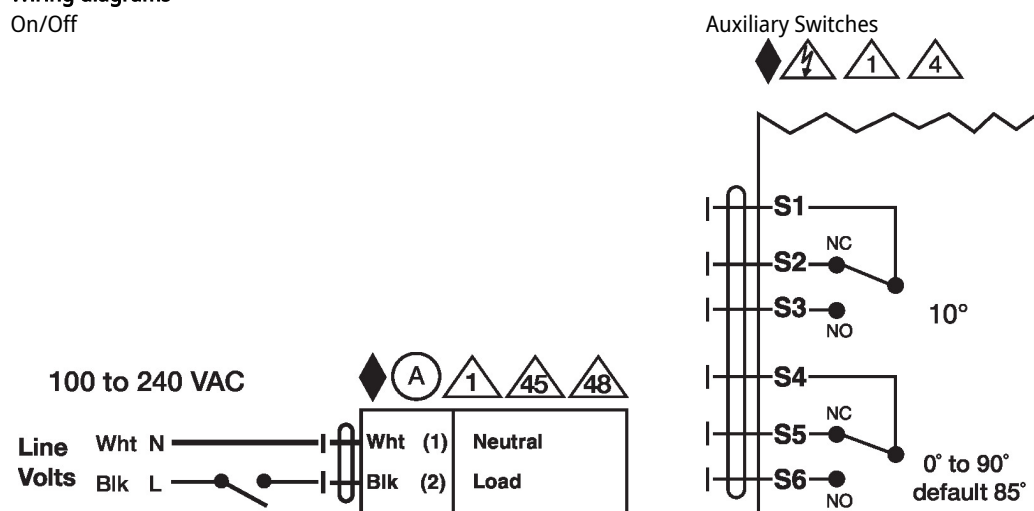 Wiring diagrams
On/Off
Auxiliary Switches
1 4
S1
NC
S2
S3
NO
10°
S4
NC
S5
S6
NO
0° to 90°
default 85°
100 to 240 VAC
A 1 45 48
Line
Volts
Wht N
Blk L
Wht (1) Neutral
Blk (2) Load